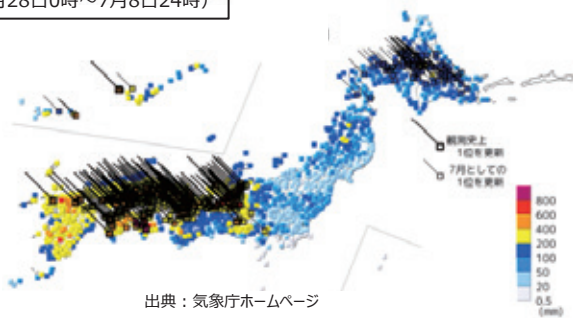 月28日0時～7月8日24時）
観測史上
1位を更新
7月としての
1位を更新
800
600
400
200
100
50
20
0.5
(mm)
出典：気象庁ホームページ